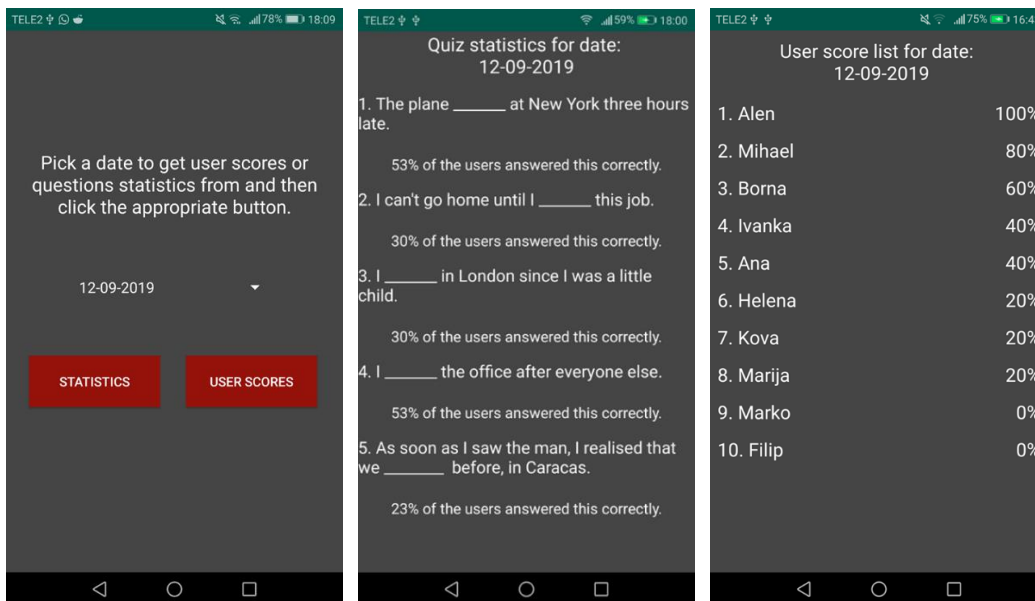 TELE2 78% 18:09
Pick a date to get user scores or
questions statistics from and then
click the appropriate button.
12-09-2019
STATISTICS USER SCORES
TELE2 59% 18:00
Quiz statistics for date:
12-09-2019
1. The plane ______ at New York three hours
late.
53% of the users answered this correctly.
2. I can't go home until I ______ this job.
30% of the users answered this correctly.
3. I ______ in London since I was a little
child.
30% of the users answered this correctly.
4. I ______ the office after everyone else.
53% of the users answered this correctly.
5. As soon as I saw the man, I realised that
we _______ before, in Caracas.
23% of the users answered this correctly.
TELE2 75% 16:4
User score list for date:
12-09-2019
1. Alen 100%
2. Mihael 80%
3. Borna 60%
4. Ivanka 40%
5. Ana 40%
6. Helena 20%
7. Kova 20%
8. Marija 20%
9. Marko 0%
10. Filip 0%